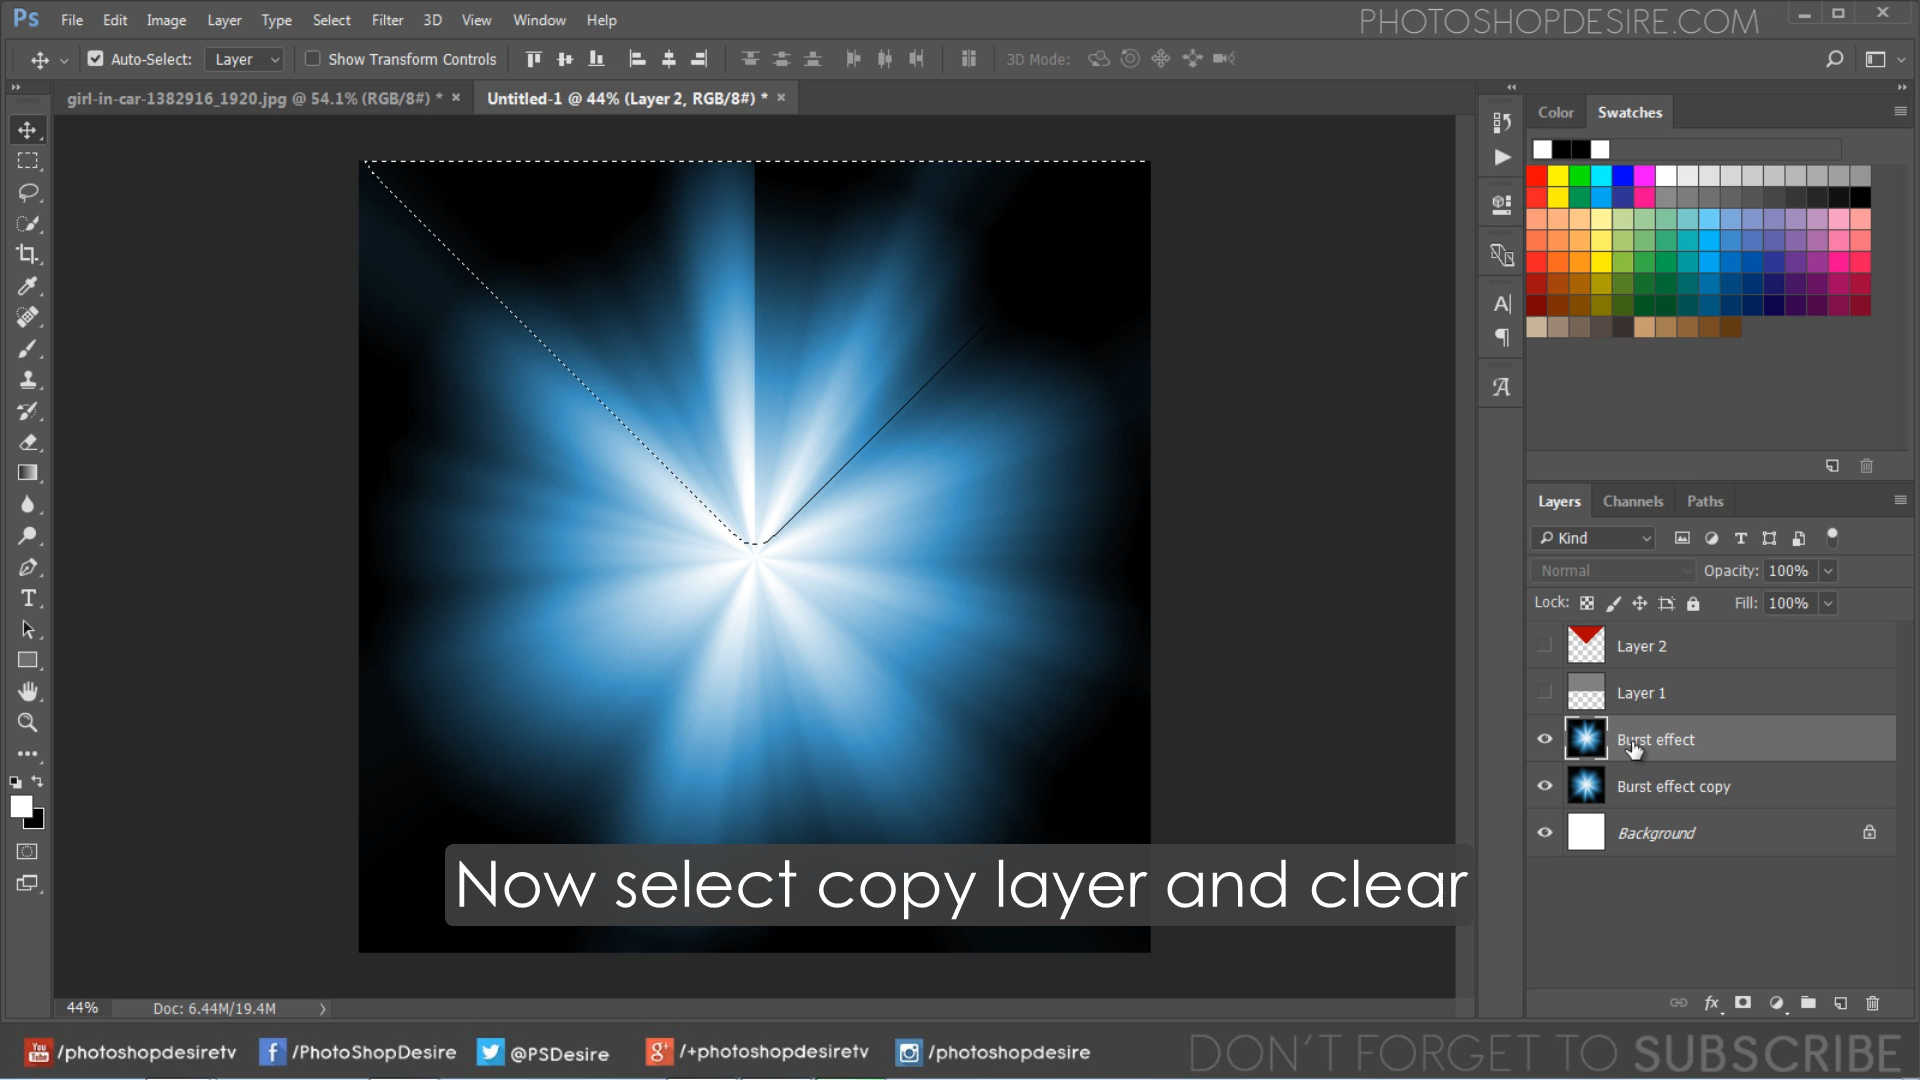 Ps File Edit Image Layer Type Select Filter 3D View Window Help
PHOTOSHOPDESIRE.COM
Auto-Select: Layer Show Transform Controls 3D Mode:
girl-in-car-1382916_1920.jpg @ 54.1% (RGB/8#) * × Untitled-1 @ 44% (Layer 2, RGB/8#) * ×
Color Swatches
Layers Channels Paths
Kind
Normal Opacity: 100%
Lock: Fill: 100%
Layer 2
Layer 1
Burst effect
Burst effect copy
Background
Now select copy layer and clear
44% Doc: 6.44M/19.4M
You Tube /photoshopdesiretv f /PhotoShopDesire @PSDesire g+ /+photoshopdesiretv /photoshopdesire
DON'T FORGET TO SUBSCRIBE